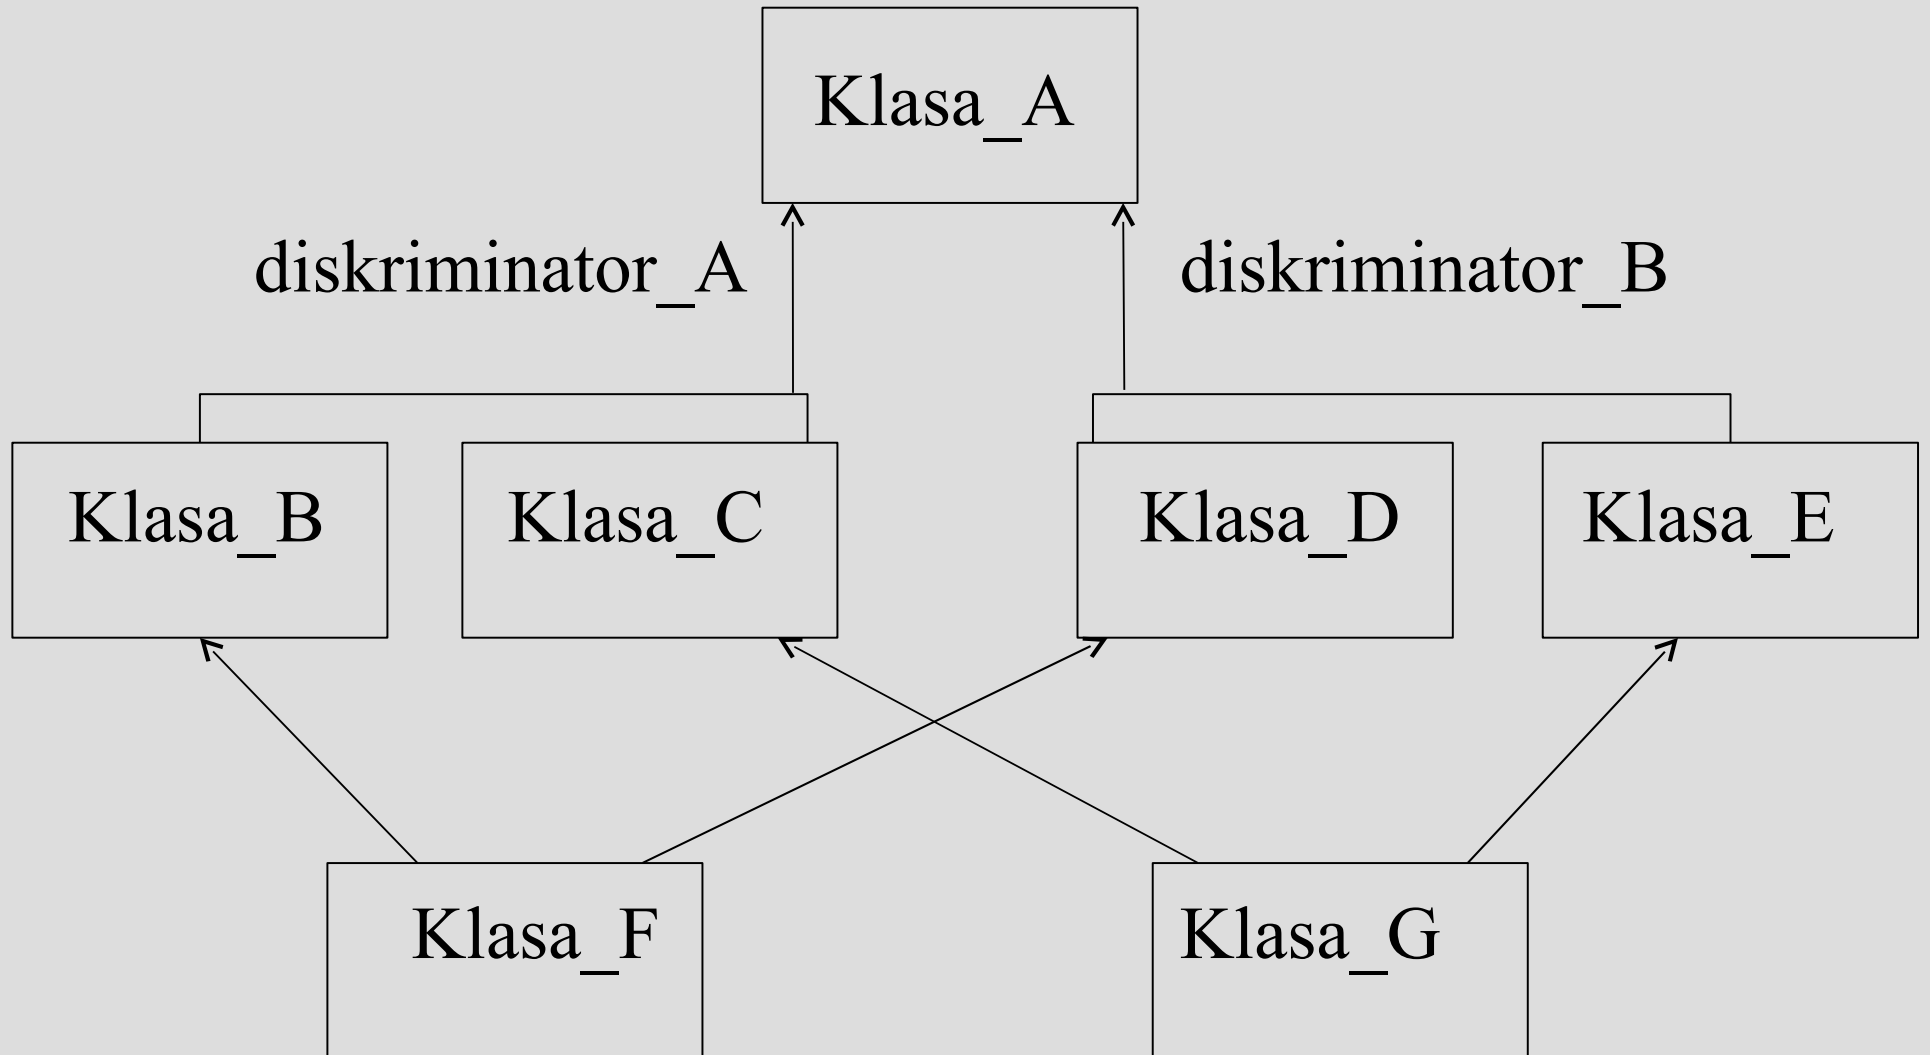 Klasa_A
diskriminator_A
diskriminator_B
Klasa_B
Klasa_C
Klasa_D
Klasa_E
Klasa_F
Klasa_G